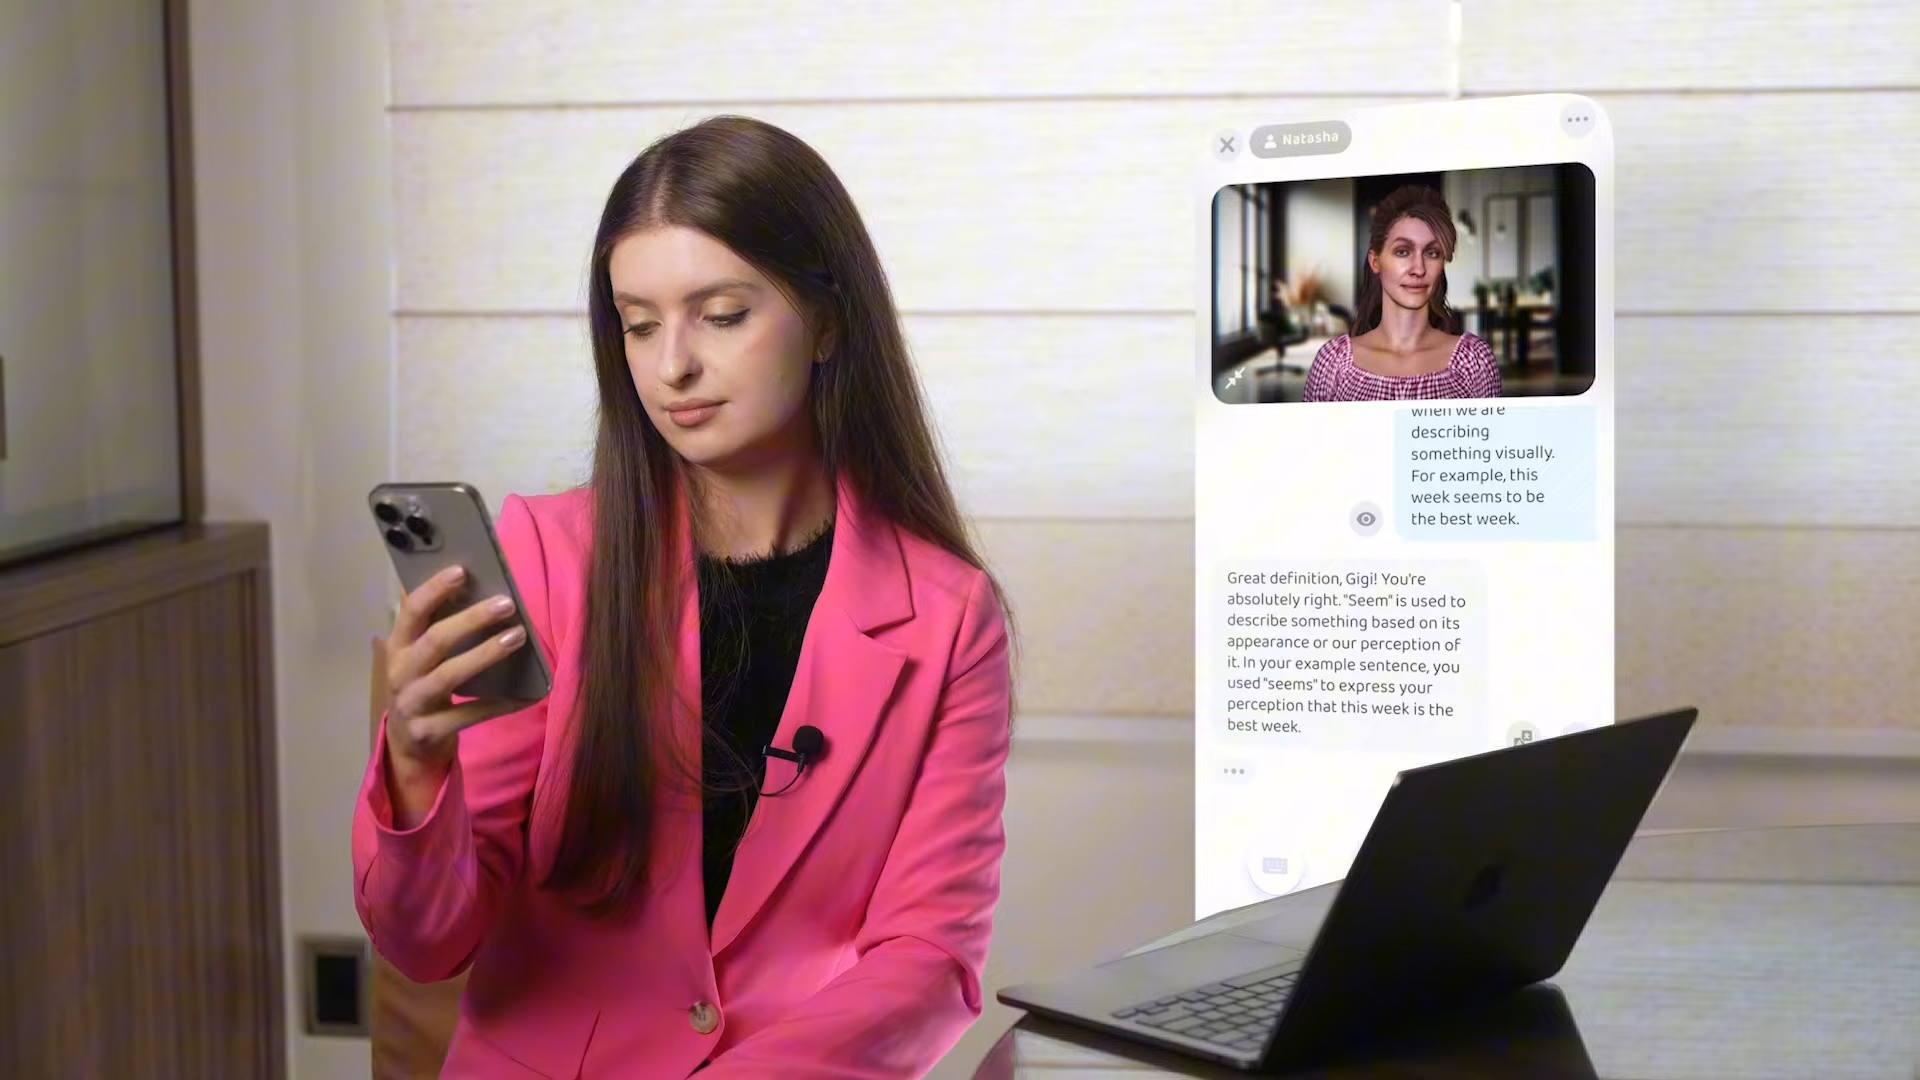 Natasha
when we are
describing
something visually.
For example, this
week seems to be
the best week.
Great definition, Gigi! You're
absolutely right. "Seem" is used to
describe something based on its
appearance or our perception of
it. In your example sentence, you
used "seems" to express your
perception that this week is the
best week.